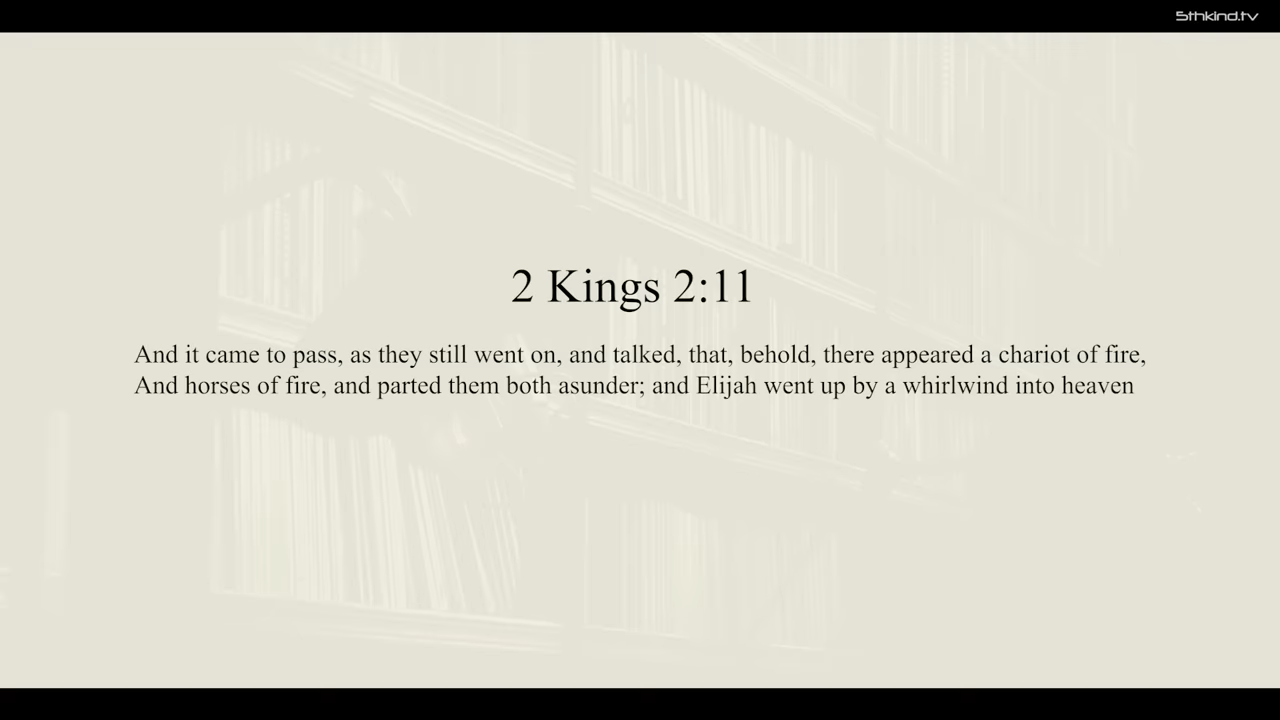 5thkind.tv
2 Kings 2:11
And it came to pass, as they still went on, and talked, that, behold, there appeared a chariot of fire,
And horses of fire, and parted them both asunder; and Elijah went up by a whirlwind into heaven